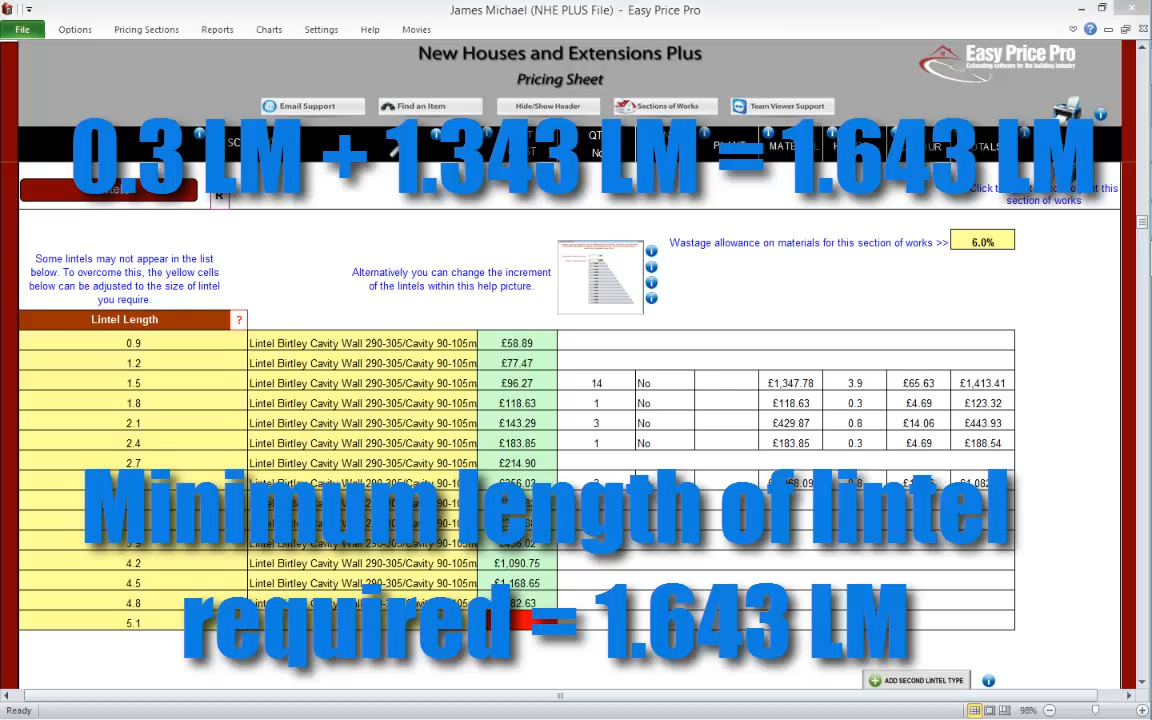 James Michael (NHE PLUS File) - Easy Price Pro
File Options Pricing Sections Reports Charts Settings Help Movies
New Houses and Extensions Plus
Easy Price Pro
Estimating software for the building industry
Pricing Sheet
Email Support Find an Item Hide/Show Header Sections of Works Team Viewer Support
0.3 LM + 1.343 LM = 1.643 LM
section of works
Wastage allowance on materials for this section of works >> 6.0%
Some lintels may not appear in the list
below. To overcome this, the yellow cells
below can be adjusted to the size of lintel
you require.
Alternatively you can change the increment
of the lintels within this help picture.
Lintel Length ?
0.9 Lintel Birtley Cavity Wall 290-305/Cavity 90-105m £58.89
1.2 Lintel Birtley Cavity Wall 290-305/Cavity 90-105m £77.47
1.5 Lintel Birtley Cavity Wall 290-305/Cavity 90-105m £96.27 14 No £1,347.78 3.9 £65.63 £1,413.41
1.8 Lintel Birtley Cavity Wall 290-305/Cavity 90-105m £118.63 1 No £118.63 0.3 £4.69 £123.32
2.1 Lintel Birtley Cavity Wall 290-305/Cavity 90-105m £143.29 3 No £429.87 0.8 £14.06 £443.93
2.4 Lintel Birtley Cavity Wall 290-305/Cavity 90-105m £183.85 1 No £183.85 0.3 £4.69 £188.54
2.7 Lintel Birtley Cavity Wall 290-305/Cavity 90-105m £214.90
Minimum length of lintel
4.2 Lintel Birtley Cavity Wall 290-305/Cavity 90-105m £1,090.75
4.5 Lintel Birtley Cavity Wall 290-305/Cavity 90-105m £1,168.65
4.8
5.1
required = 1.643 LM
ADD SECOND LINTEL TYPE
Ready 98%